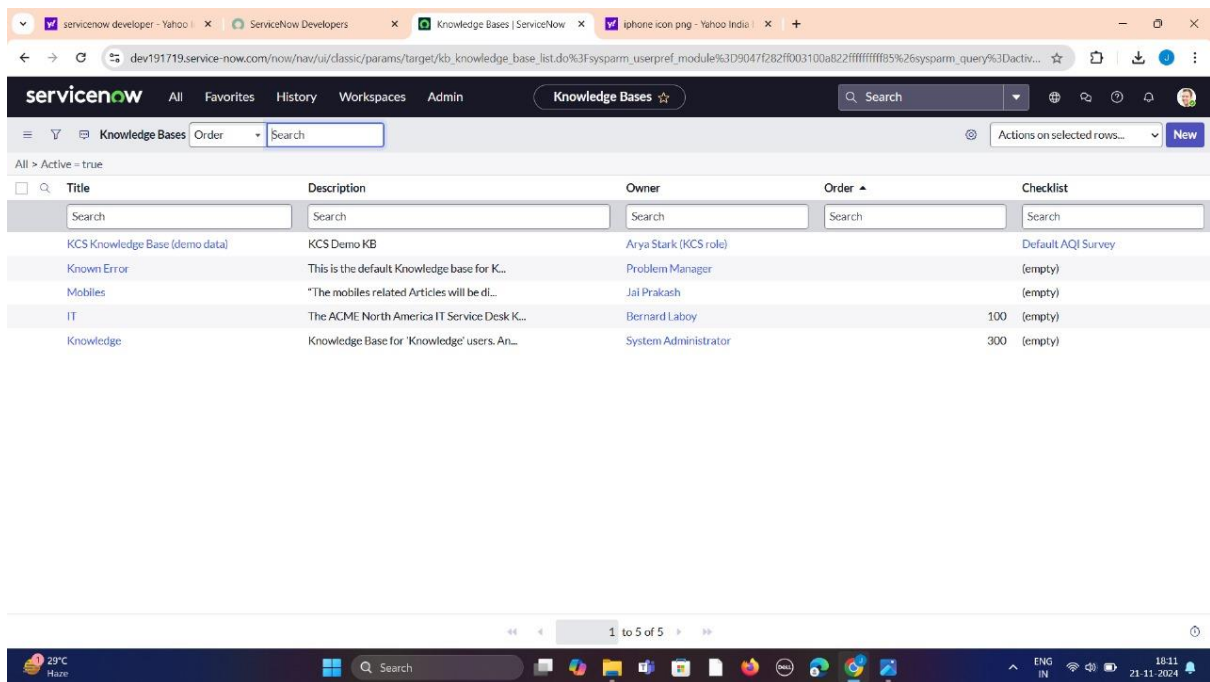 servicenow developer - Yahoo I
ServiceNow Developers
Knowledge Bases | ServiceNow
iphone icon png - Yahoo India
dev191719.service-now.com/now/nav/ui/classic/params/target/kb_knowledge_base_list.do%3Fsysparm_userpref_module%3D9047f282ff003100a822ffffffffff85%26sysparm_query%3Dactiv...
J
servicenow All Favorites History Workspaces Admin Knowledge Bases Search
Knowledge Bases Order Search Actions on selected rows... New
All > Active = true
Title Description Owner Order Checklist
Search Search Search Search Search
KCS Knowledge Base (demo data) KCS Demo KB Arya Stark (KCS role) Default AQI Survey
Known Error This is the default Knowledge base for K... Problem Manager (empty)
Mobiles "The mobiles related Articles will be di... Jai Prakash (empty)
IT The ACME North America IT Service Desk K... Bernard Laboy 100 (empty)
Knowledge Knowledge Base for 'Knowledge' users. An... System Administrator 300 (empty)
1 to 5 of 5
1
29°C
Haze
Search
DELL
ENG
IN
18:11
21-11-2024